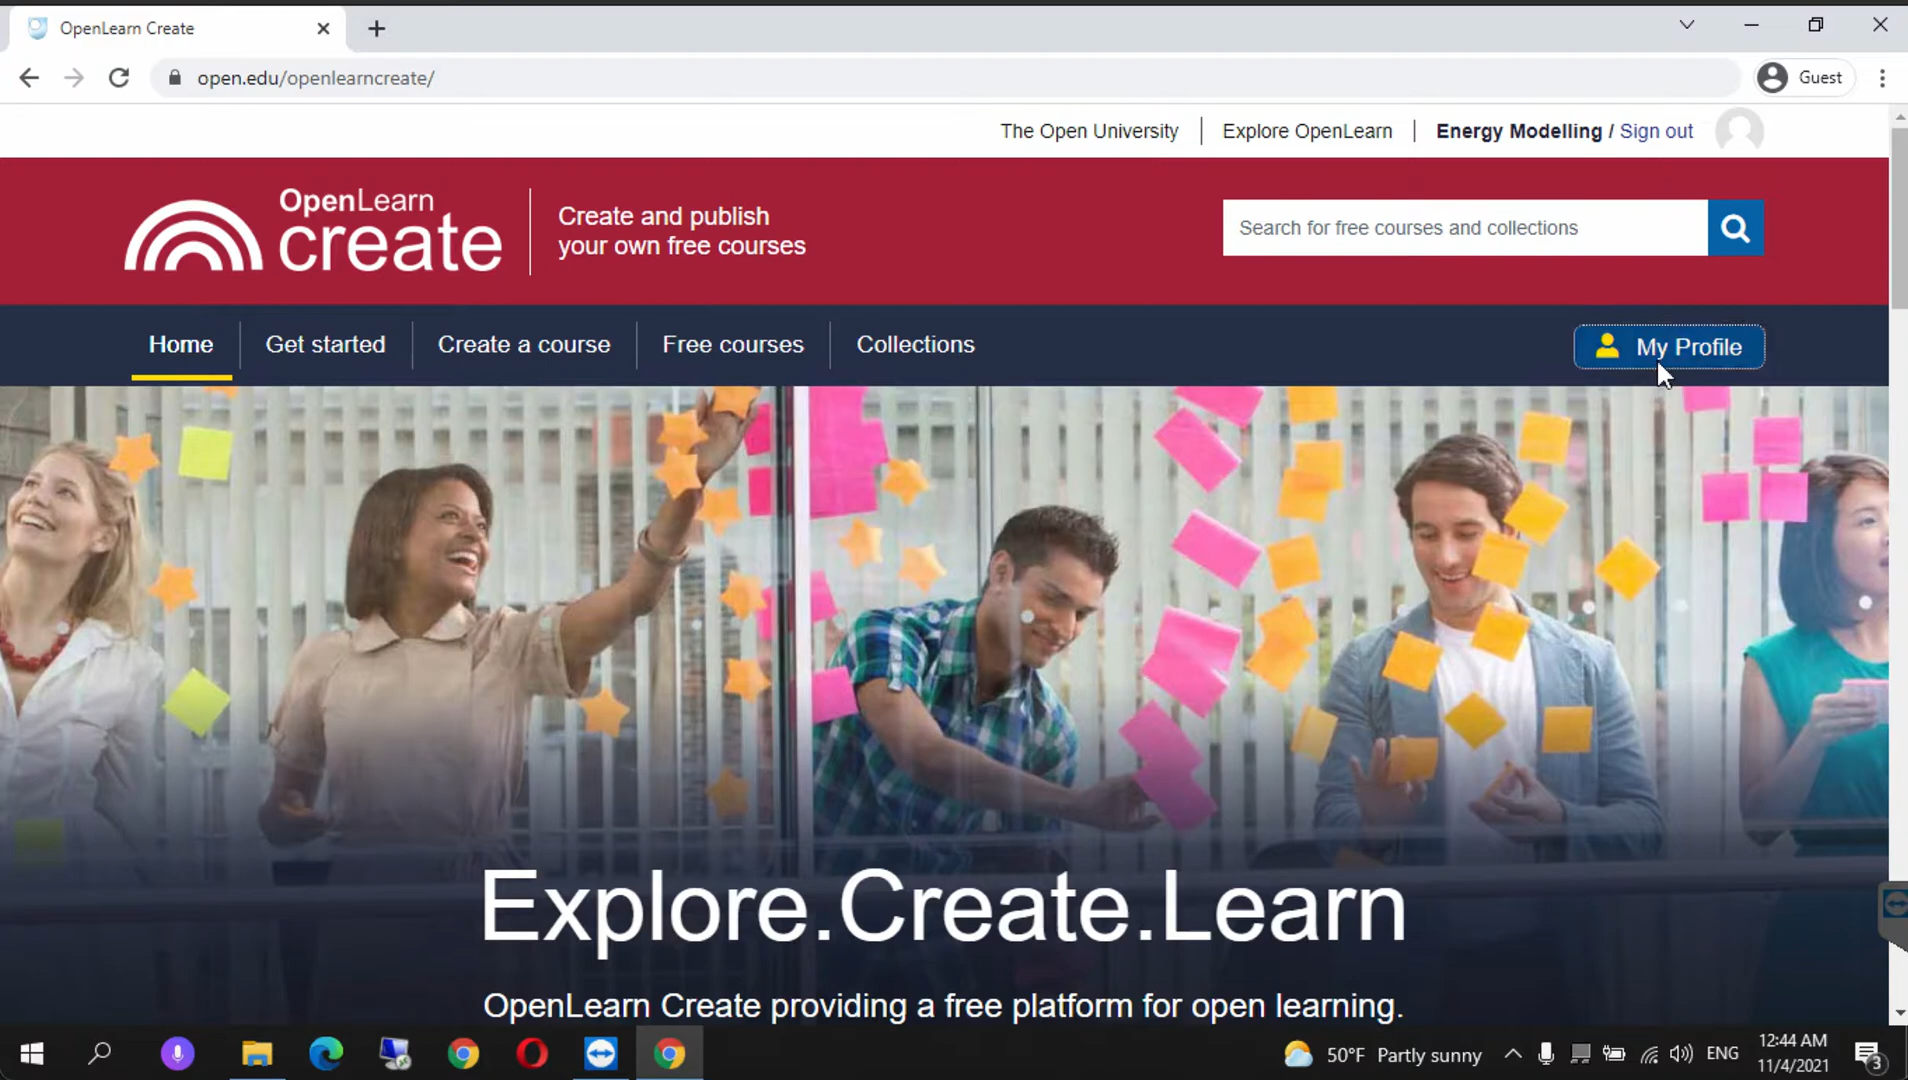 OpenLearn Create
open.edu/openlearncreate/
Guest
The Open University
Explore OpenLearn
Energy Modelling / Sign out
OpenLearn
create
Create and publish
your own free courses
Search for free courses and collections
Home
Get started
Create a course
Free courses
Collections
My Profile
Explore.Create.Learn
OpenLearn Create providing a free platform for open learning.
50°F Partly sunny
ENG
12:44 AM
11/4/2021
3